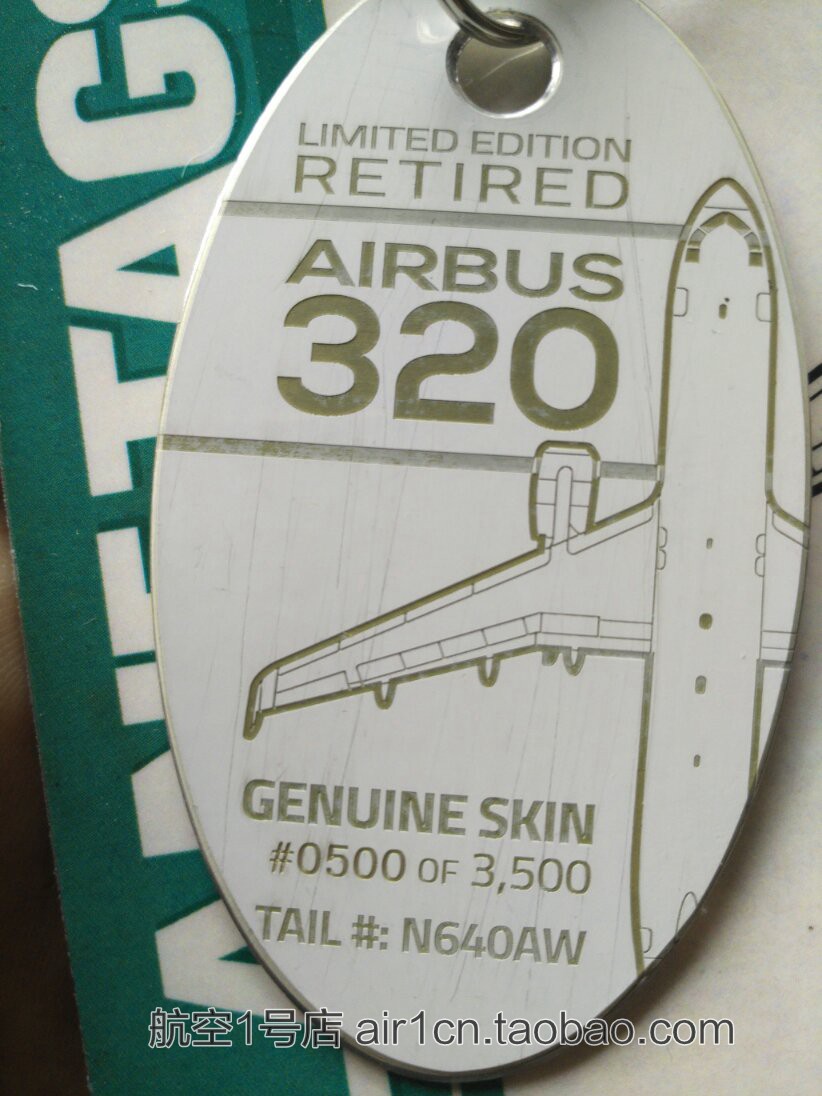 LIMITED EDITION
RETIRED
AIRBUS
320
GENUINE SKIN
#0500 OF 3,500
TAIL #: N640AW
航空1号店 air1cn.taobao.com